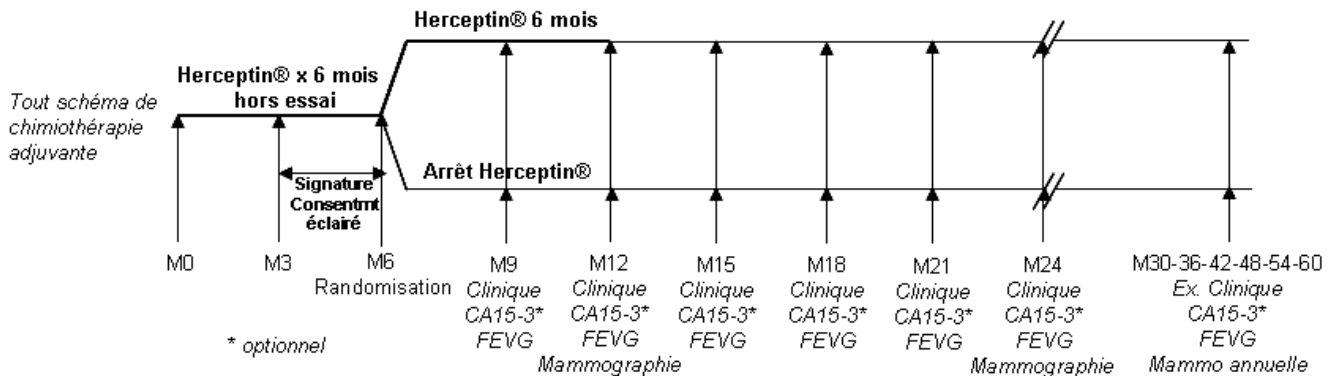 Herceptin® 6 mois
Herceptin® x 6 mois
hors essai
Tout schéma de
chimiothérapie
adjuvante
Arrêt Herceptin®
Signature
Consentmt
éclairé
M0 M3 M6 M9 M12 M15 M18 M21 M24 M30-36-42-48-54-60
Randomisation Clinique Clinique Clinique Clinique Clinique Clinique Ex. Clinique
CA15-3* CA15-3* CA15-3* CA15-3* CA15-3* CA15-3* CA15-3*
* optionnel FEVG FEVG FEVG FEVG FEVG FEVG FEVG
Mammographie Mammographie Mammo annuelle